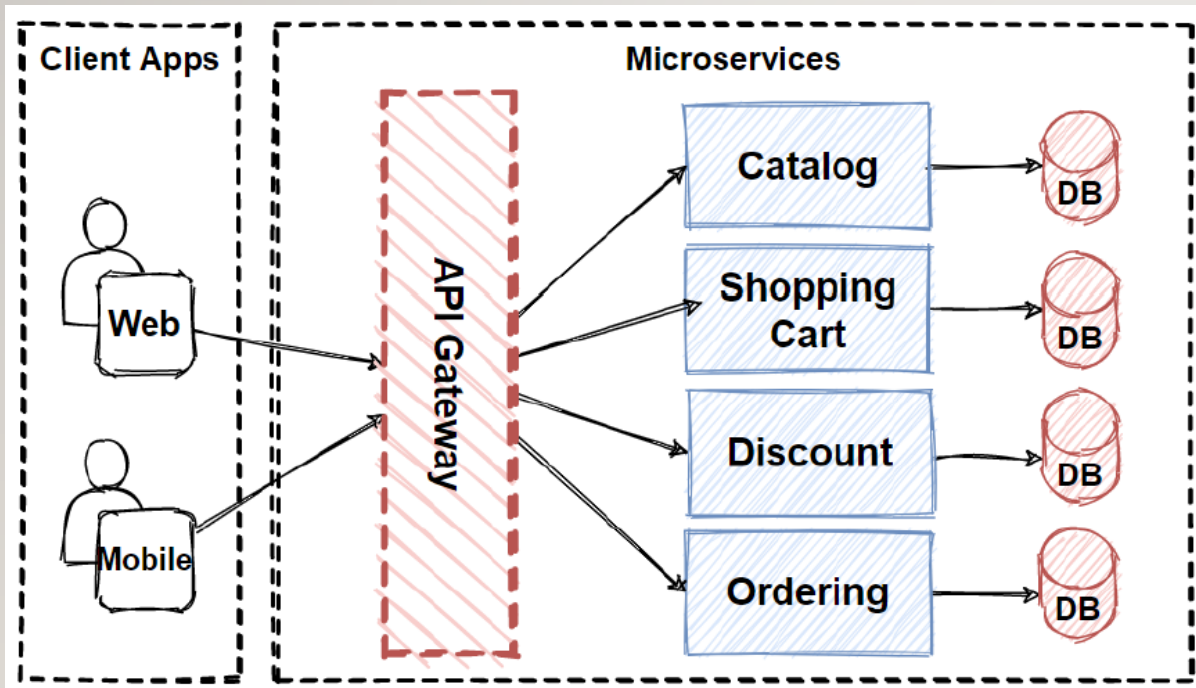 Client Apps
Microservices
Web
Mobile
API Gateway
Catalog
DB
Shopping
Cart
DB
Discount
DB
Ordering
DB